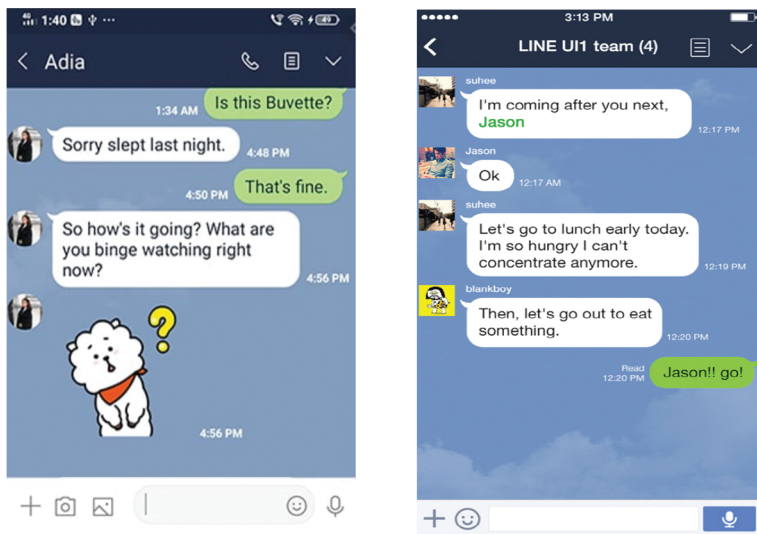 1:40
49
Adia
Is this Buvette?
1:34 AM
Sorry slept last night.
4:48 PM
That's fine.
4:50 PM
So how's it going? What are
you binge watching right
now?
4:56 PM
?
4:56 PM
3:13 PM
LINE UI1 team (4)
suhee
I'm coming after you next,
Jason
12:17 PM
Jason
Ok
12:17 AM
suhee
Let's go to lunch early today.
I'm so hungry I can't
concentrate anymore.
12:19 PM
blankboy
Then, let's go out to eat
something.
12:20 PM
Read
12:20 PM
Jason!! go!